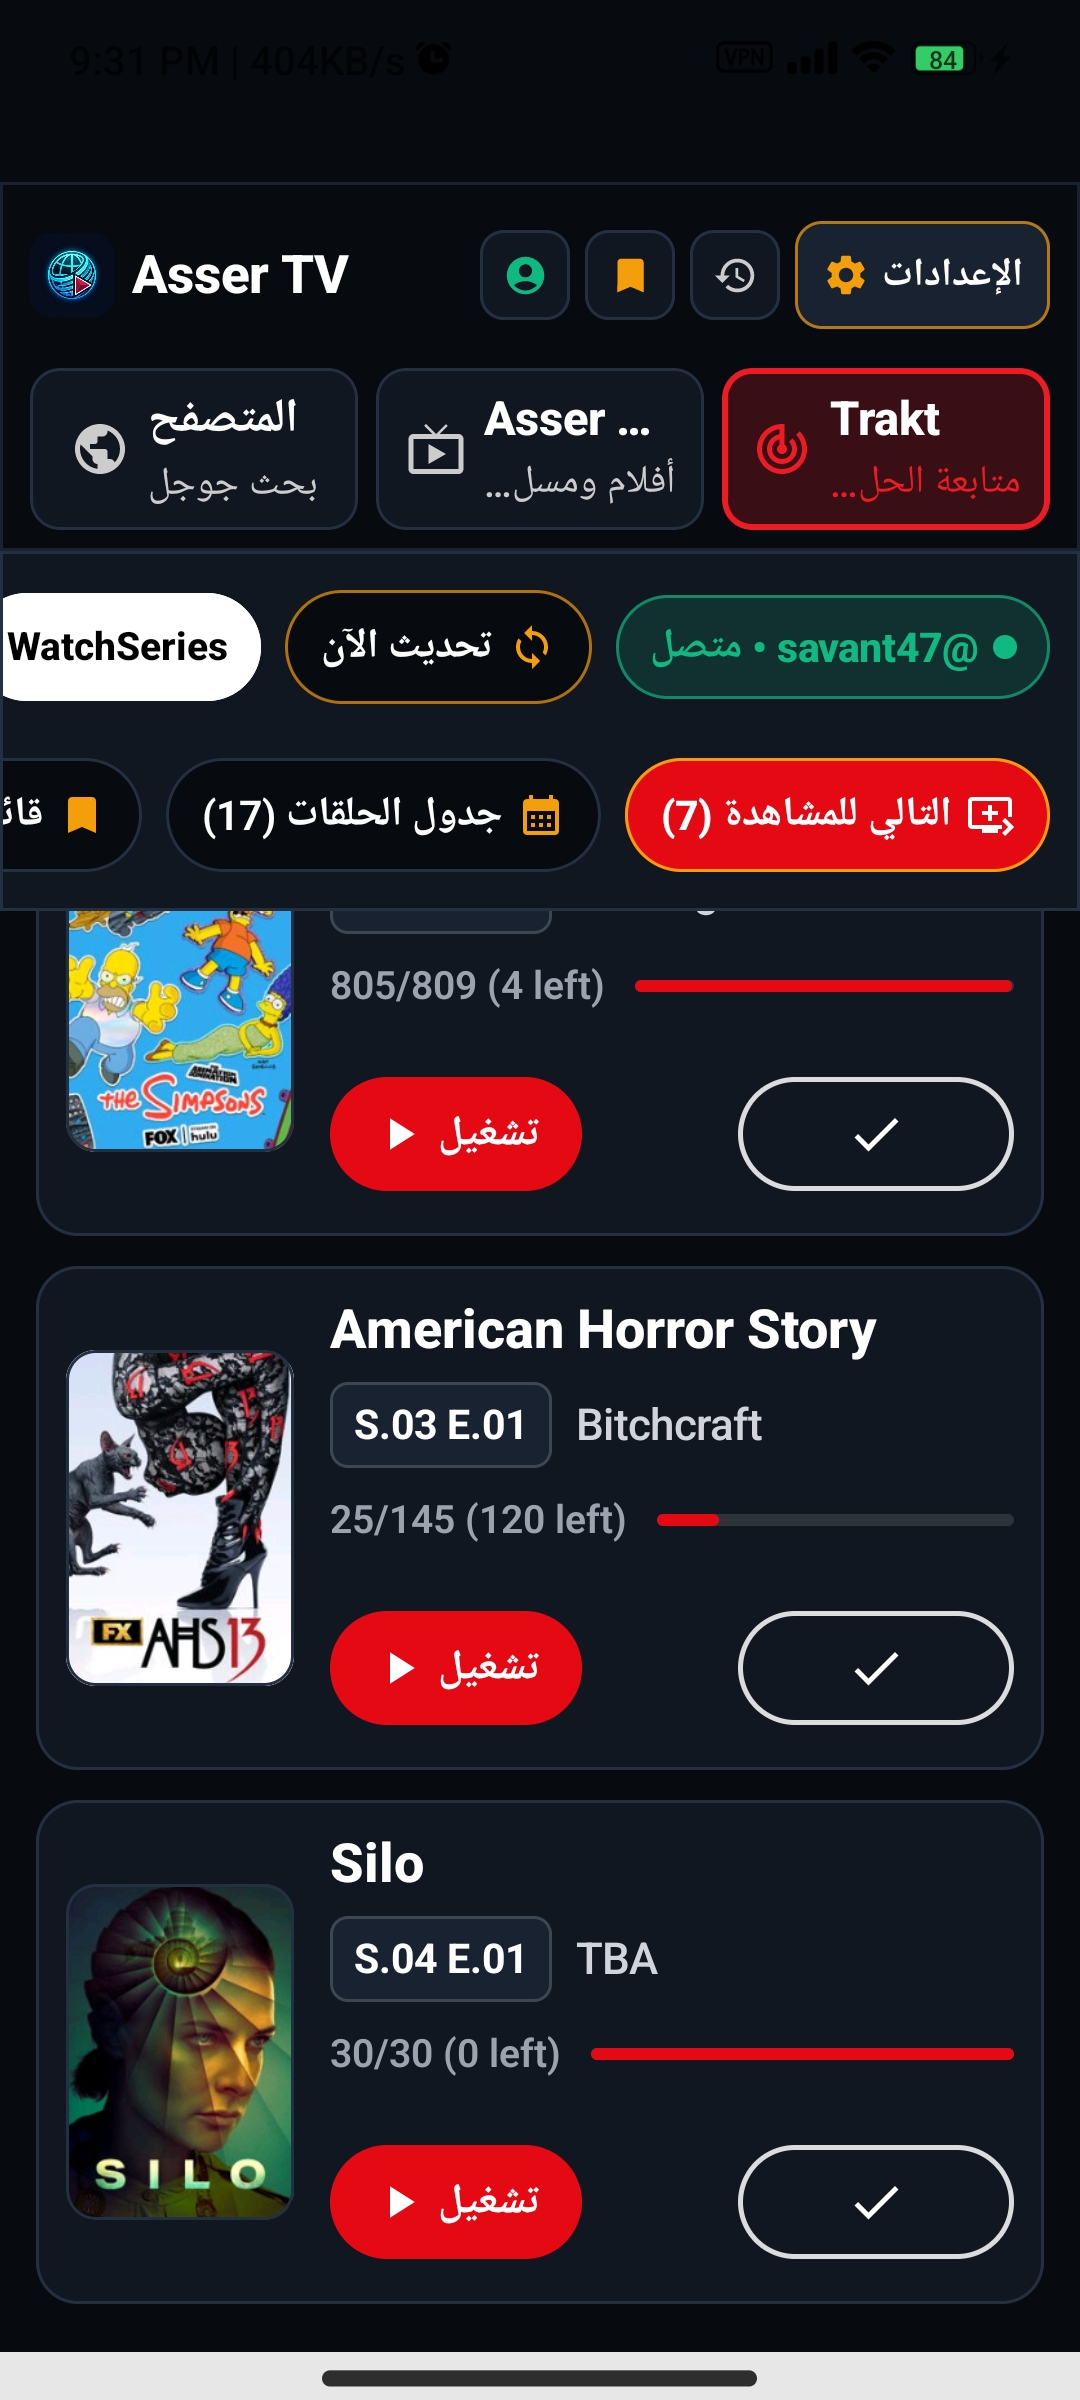 9:31 PM | 404KB/s
VPN
84
Asser TV
الإعدادات
Trakt
متابعة الحل...
Asser ...
أفلام ومسل...
المتصفح
بحث جوجل
@savant47 • متصل
تحديث الآن
WatchSeries
التالي للمشاهدة (7)
جدول الحلقات (17)
قائ
THE SIMPSONS
FOX | hulu
805/809 (4 left)
تشغيل
American Horror Story
S.03 E.01 Bitchcraft
25/145 (120 left)
FX AHS13
تشغيل
Silo
S.04 E.01 TBA
30/30 (0 left)
SILO
تشغيل